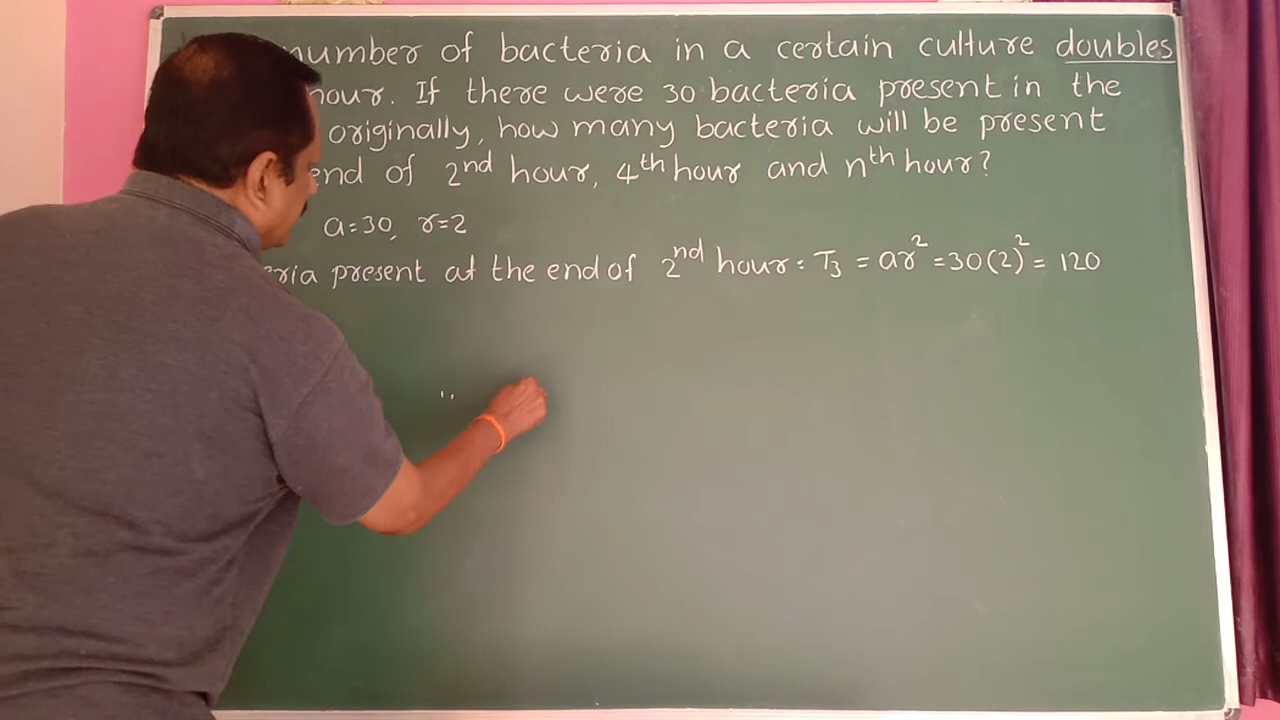 number of bacteria in a certain culture doubles
hour. If there were 30 bacteria present in the
originally, how many bacteria will be present
end of 2nd hour, 4th hour and nth hour?
a=30, r=2
present at the end of 2nd hour = T₃ = ar² = 30(2)² = 120